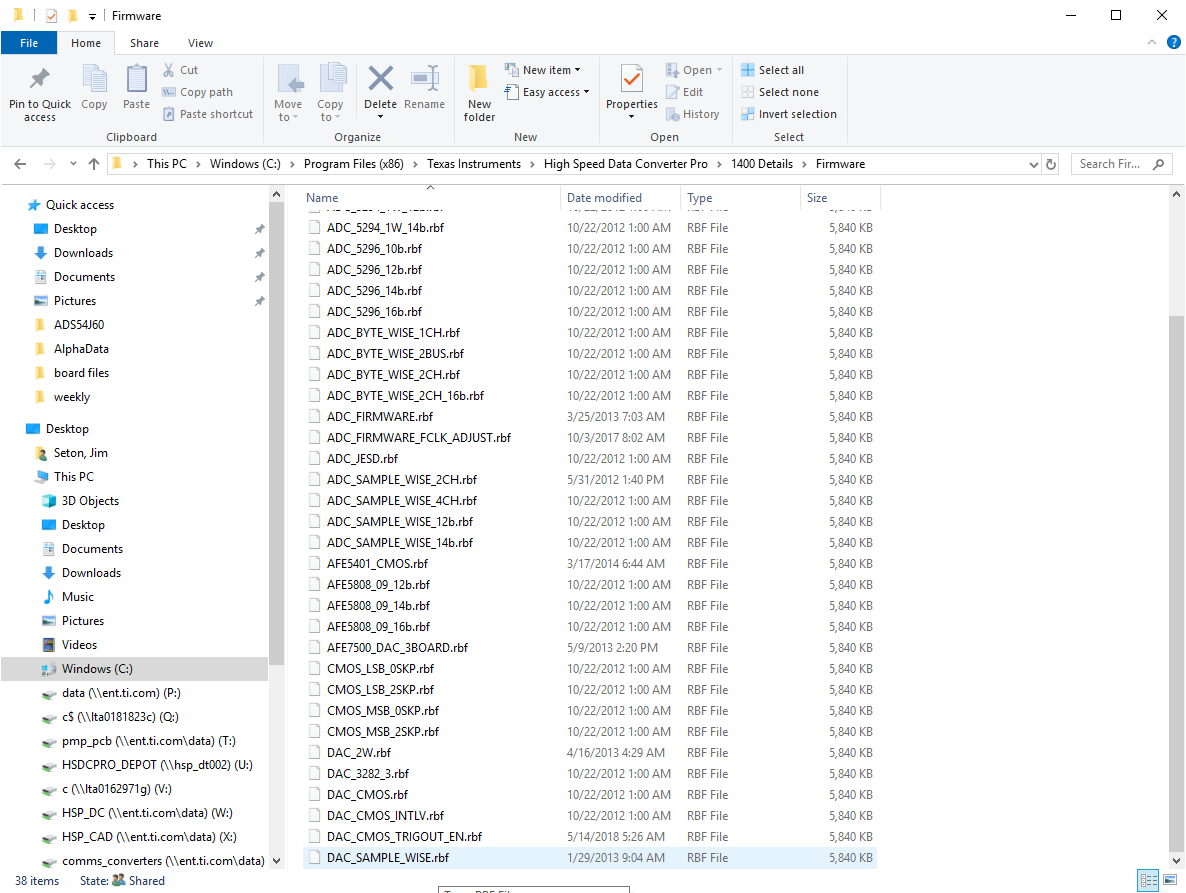 Firmware
File Home Share View
Pin to Quick access
Copy
Paste
Cut
Copy path
Paste shortcut
Clipboard
Move to
Copy to
Delete
Rename
Organize
New folder
New item
Easy access
New
Properties
Open
Edit
History
Open
Select all
Select none
Invert selection
Select
This PC > Windows (C:) > Program Files (x86) > Texas Instruments > High Speed Data Converter Pro > 1400 Details > Firmware
Search Fir...
Quick access
Desktop
Downloads
Documents
Pictures
ADS54J60
AlphaData
board files
weekly
Desktop
Seton, Jim
This PC
3D Objects
Desktop
Documents
Downloads
Music
Pictures
Videos
Windows (C:)
data (\\ent.ti.com) (P:)
c$ (\\lta0181823c) (Q:)
pmp_pcb (\\ent.ti.com\data) (T:)
HSDCPRO_DEPOT (\\hsp_dt002) (U:)
c (\\lta0162971g) (V:)
HSP_DC (\\ent.ti.com\data) (W:)
HSP_CAD (\\ent.ti.com\data) (X:)
comms_converters (\\ent.ti.com\data)
Name Date modified Type Size
ADC_5294_1W_14b.rbf 10/22/2012 1:00 AM RBF File 5,840 KB
ADC_5296_10b.rbf 10/22/2012 1:00 AM RBF File 5,840 KB
ADC_5296_12b.rbf 10/22/2012 1:00 AM RBF File 5,840 KB
ADC_5296_14b.rbf 10/22/2012 1:00 AM RBF File 5,840 KB
ADC_5296_16b.rbf 10/22/2012 1:00 AM RBF File 5,840 KB
ADC_BYTE_WISE_1CH.rbf 10/22/2012 1:00 AM RBF File 5,840 KB
ADC_BYTE_WISE_2BUS.rbf 10/22/2012 1:00 AM RBF File 5,840 KB
ADC_BYTE_WISE_2CH.rbf 10/22/2012 1:00 AM RBF File 5,840 KB
ADC_BYTE_WISE_2CH_16b.rbf 10/22/2012 1:00 AM RBF File 5,840 KB
ADC_FIRMWARE.rbf 3/25/2013 7:03 AM RBF File 5,840 KB
ADC_FIRMWARE_FCLK_ADJUST.rbf 10/3/2017 8:02 AM RBF File 5,840 KB
ADC_JESD.rbf 10/22/2012 1:00 AM RBF File 5,840 KB
ADC_SAMPLE_WISE_2CH.rbf 5/31/2012 1:40 PM RBF File 5,840 KB
ADC_SAMPLE_WISE_4CH.rbf 10/22/2012 1:00 AM RBF File 5,840 KB
ADC_SAMPLE_WISE_12b.rbf 10/22/2012 1:00 AM RBF File 5,840 KB
ADC_SAMPLE_WISE_14b.rbf 10/22/2012 1:00 AM RBF File 5,840 KB
AFE5401_CMOS.rbf 3/17/2014 6:44 AM RBF File 5,840 KB
AFE5808_09_12b.rbf 10/22/2012 1:00 AM RBF File 5,840 KB
AFE5808_09_14b.rbf 10/22/2012 1:00 AM RBF File 5,840 KB
AFE5808_09_16b.rbf 10/22/2012 1:00 AM RBF File 5,840 KB
AFE7500_DAC_3BOARD.rbf 5/9/2013 2:20 PM RBF File 5,840 KB
CMOS_LSB_0SKP.rbf 10/22/2012 1:00 AM RBF File 5,840 KB
CMOS_LSB_2SKP.rbf 10/22/2012 1:00 AM RBF File 5,840 KB
CMOS_MSB_0SKP.rbf 10/22/2012 1:00 AM RBF File 5,840 KB
CMOS_MSB_2SKP.rbf 10/22/2012 1:00 AM RBF File 5,840 KB
DAC_2W.rbf 4/16/2013 4:29 AM RBF File 5,840 KB
DAC_3282_3.rbf 10/22/2012 1:00 AM RBF File 5,840 KB
DAC_CMOS.rbf 10/22/2012 1:00 AM RBF File 5,840 KB
DAC_CMOS_INTLV.rbf 10/22/2012 1:00 AM RBF File 5,840 KB
DAC_CMOS_TRIGOUT_EN.rbf 5/14/2018 5:26 AM RBF File 5,840 KB
DAC_SAMPLE_WISE.rbf 1/29/2013 9:04 AM RBF File 5,840 KB
38 items State: Shared